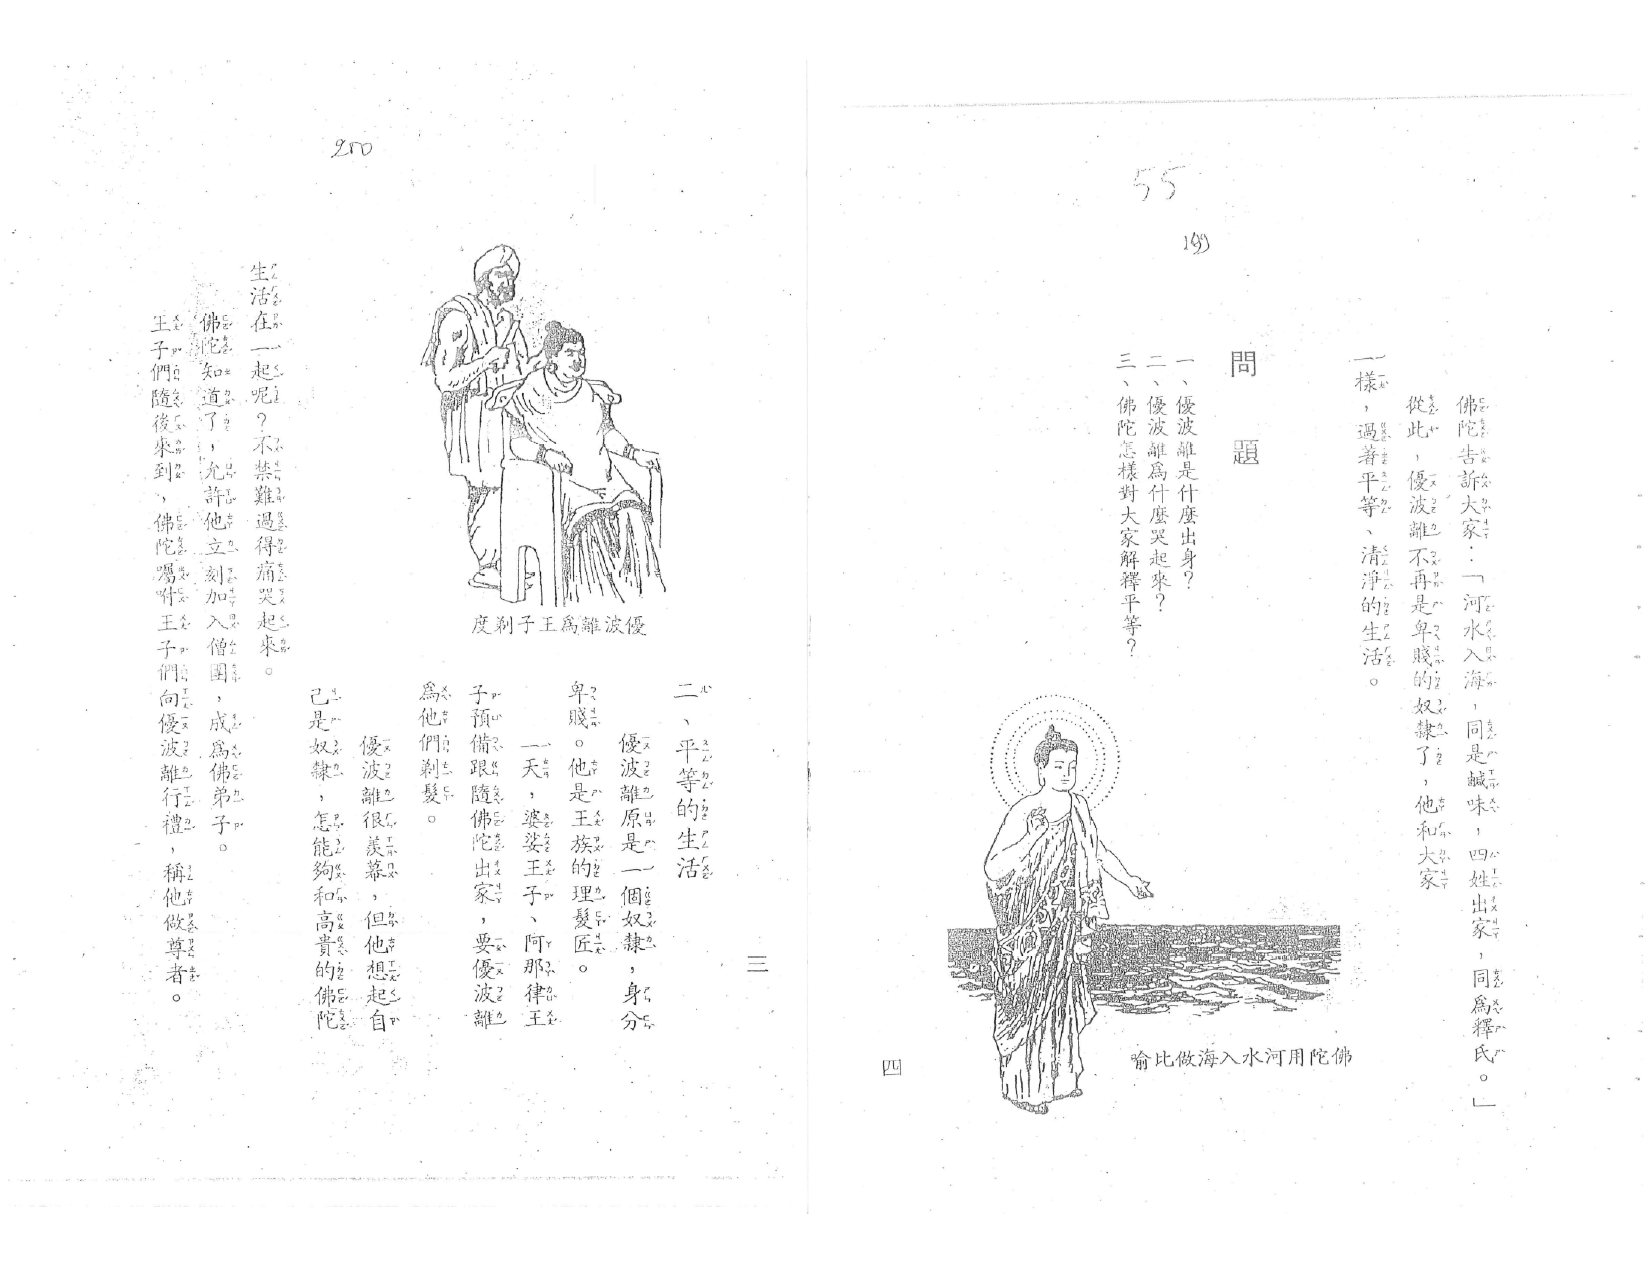 200
二、平等的生活
優波離原是一個奴隸，身分
卑賤。他是王族的理髮匠。
一天，婆娑王子、阿那律王
子預備跟隨佛陀出家，要優波離
為他們剃髮。
優波離很羨慕，但他想起自
己是奴隸，怎能夠和高貴的佛陀
生活在一起呢？不禁難過得痛哭起來。
佛陀知道了，允許他立刻加入僧團，成為佛弟子。
王子們隨後來到，佛陀囑咐王子們向優波離行禮，稱他做尊者。
優波離為王子剃度
三
55
199
佛陀告訴大家：「河水入海，同是鹹味，四姓出家，同為釋氏。」
從此，優波離不再是卑賤的奴隸了，他和大家
一樣，過著平等、清淨的生活。
問題
一、優波離是什麼出身？
二、優波離為什麼哭起來？
三、佛陀怎樣對大家解釋平等？
佛陀用河水入海做比喻
四